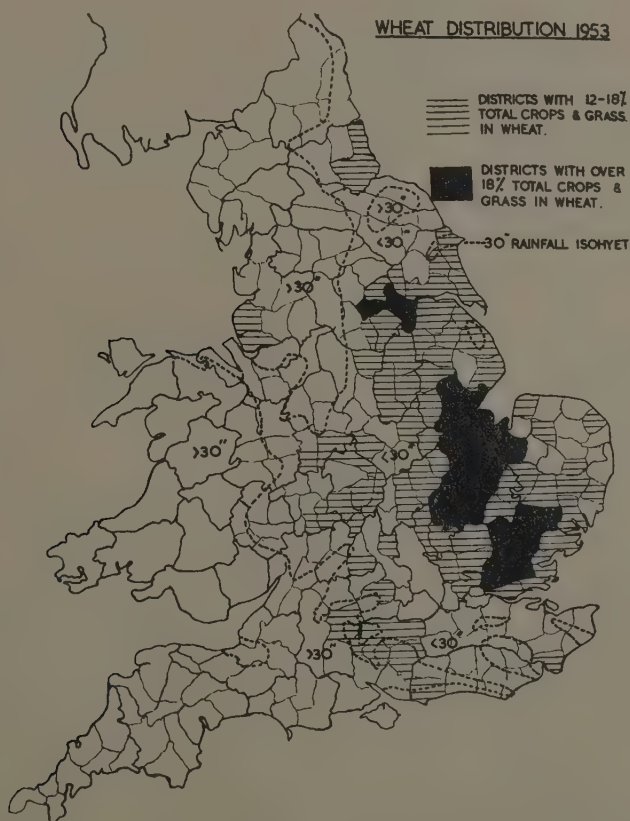 WHEAT DISTRIBUTION 1953
DISTRICTS WITH 12-18%
TOTAL CROPS & GRASS
IN WHEAT.
DISTRICTS WITH OVER
18% TOTAL CROPS &
GRASS IN WHEAT.
>30"
<30"
30" RAINFALL ISOHYET
>30"
>30"
<30"
>30"
<30"